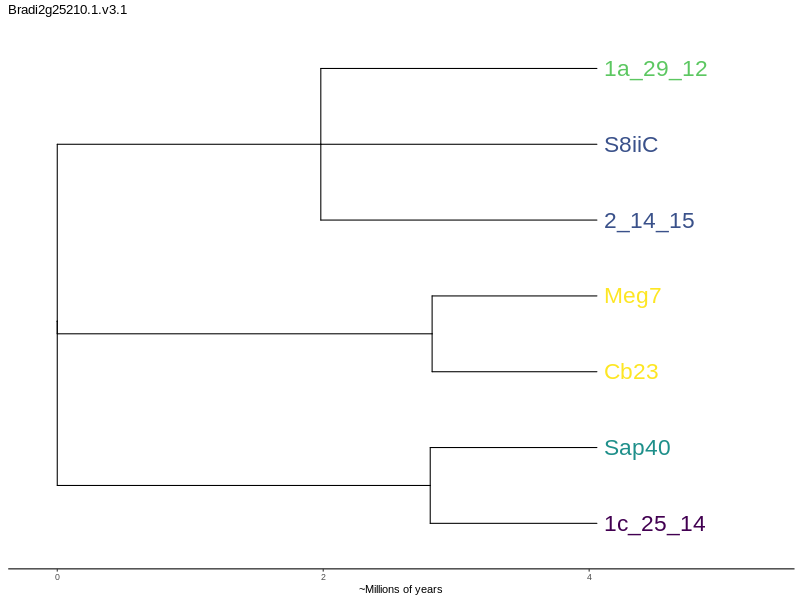 Bradi2g25210.1.v3.1
1a_29_12
S8iiC
2_14_15
Meg7
Cb23
Sap40
1c_25_14
0 2 4
~Millions of years